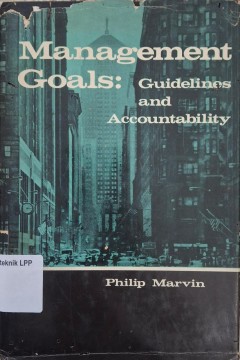 Management
Goals: Guidelines
and
Accountability
teknik LPP
Philip Marvin